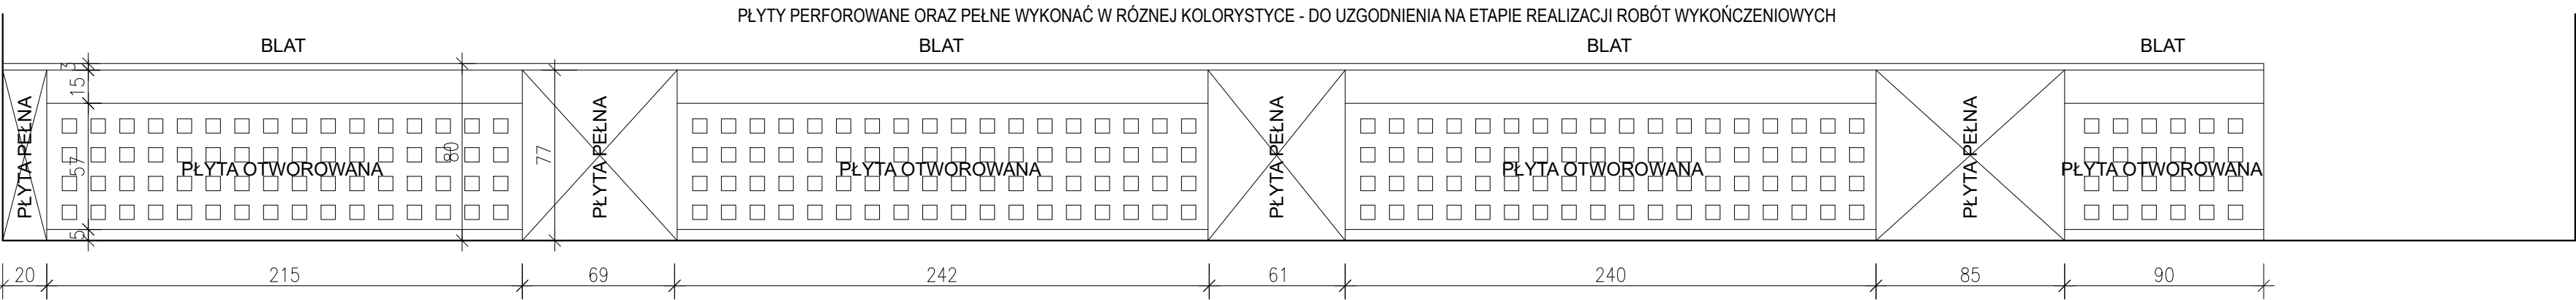 PŁYTY PERFOROWANE ORAZ PEŁNE WYKONAĆ W RÓZNEJ KOLORYSTYCE - DO UZGODNIENIA NA ETAPIE REALIZACJI ROBÓT WYKOŃCZENIOWYCH
BLAT BLAT BLAT BLAT
3
15
57
5
80
77
PŁYTA PEŁNA
PŁYTA OTWOROWANA
PŁYTA PEŁNA
PŁYTA OTWOROWANA
PŁYTA PEŁNA
PŁYTA OTWOROWANA
PŁYTA PEŁNA
PŁYTA OTWOROWANA
20 215 69 242 61 240 85 90